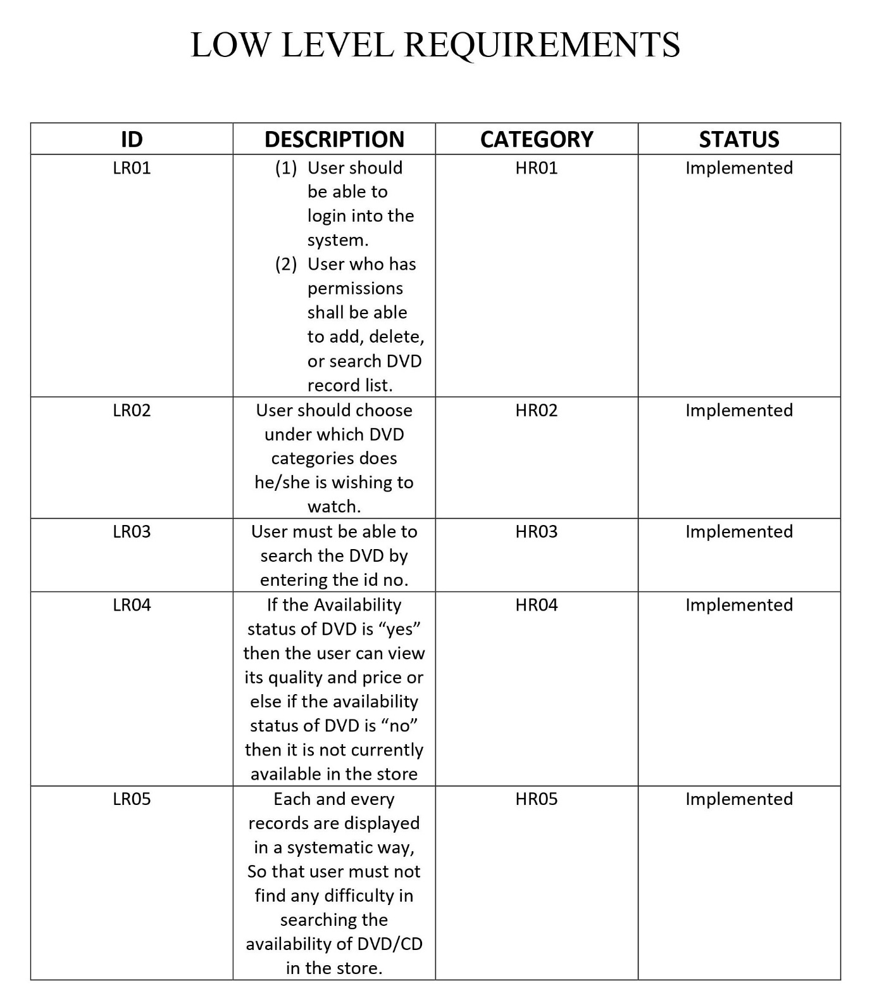 LOW LEVEL REQUIREMENTS
ID DESCRIPTION CATEGORY STATUS
LR01 (1) User should HR01 Implemented
be able to
login into the
system.
(2) User who has
permissions
shall be able
to add, delete,
or search DVD
record list.
LR02 User should choose HR02 Implemented
under which DVD
categories does
he/she is wishing to
watch.
LR03 User must be able to HR03 Implemented
search the DVD by
entering the id no.
LR04 If the Availability HR04 Implemented
status of DVD is “yes”
then the user can view
its quality and price or
else if the availability
status of DVD is “no”
then it is not currently
available in the store
LR05 Each and every HR05 Implemented
records are displayed
in a systematic way,
So that user must not
find any difficulty in
searching the
availability of DVD/CD
in the store.